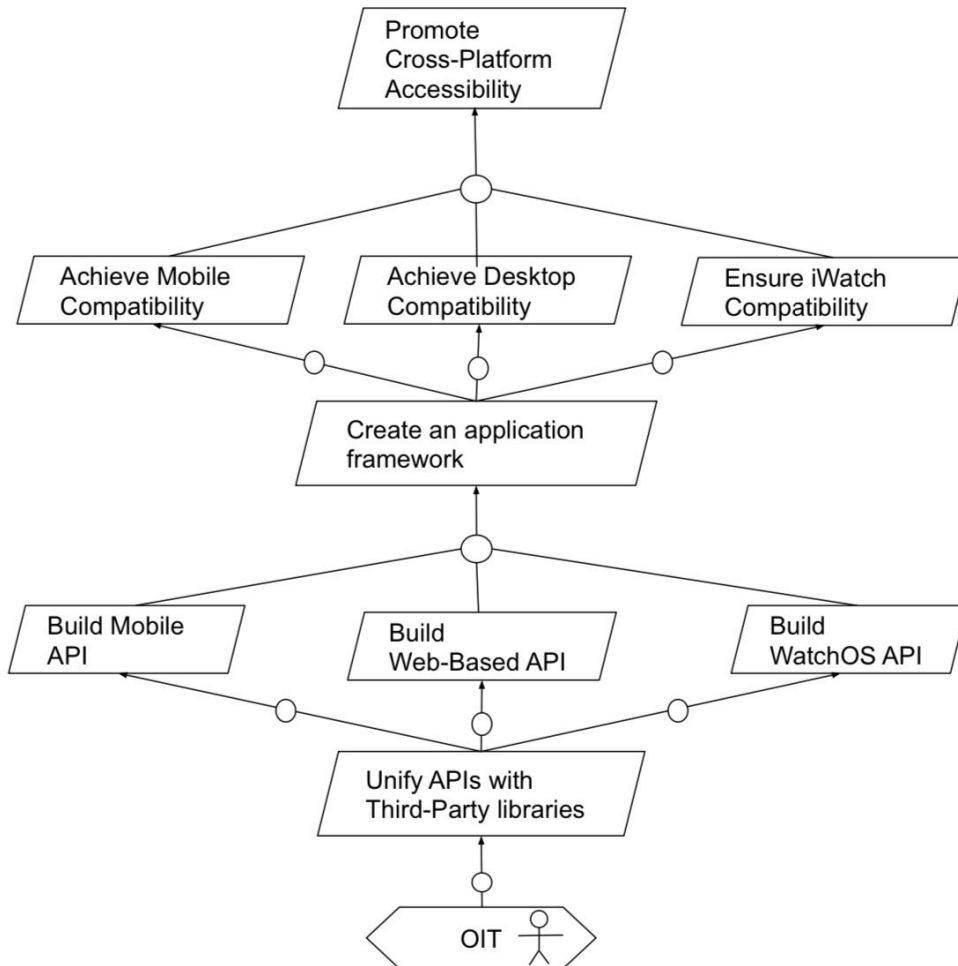 Promote
Cross-Platform
Accessibility
Achieve Mobile
Compatibility
Achieve Desktop
Compatibility
Ensure iWatch
Compatibility
Create an application
framework
Build Mobile
API
Build
Web-Based API
Build
WatchOS API
Unify APIs with
Third-Party libraries
OIT